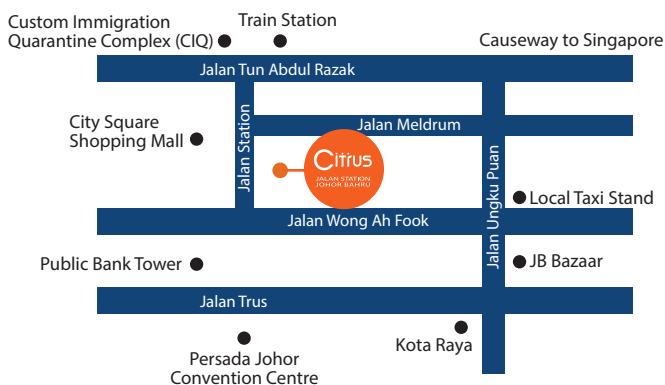 Custom Immigration
Quarantine Complex (CIQ)
Train Station
Causeway to Singapore
Jalan Tun Abdul Razak
Jalan Station
City Square
Shopping Mall
Jalan Meldrum
Citrus
JALAN STATION
JOHOR BAHRU
Jalan Ungku Puan
Local Taxi Stand
Jalan Wong Ah Fook
Public Bank Tower
JB Bazaar
Jalan Trus
Kota Raya
Persada Johor
Convention Centre